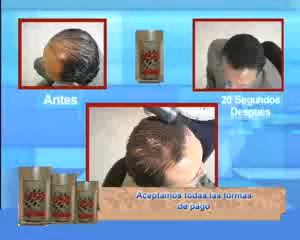 Antes
20 Segundos
Después
Aceptamos todas las formas
de pago